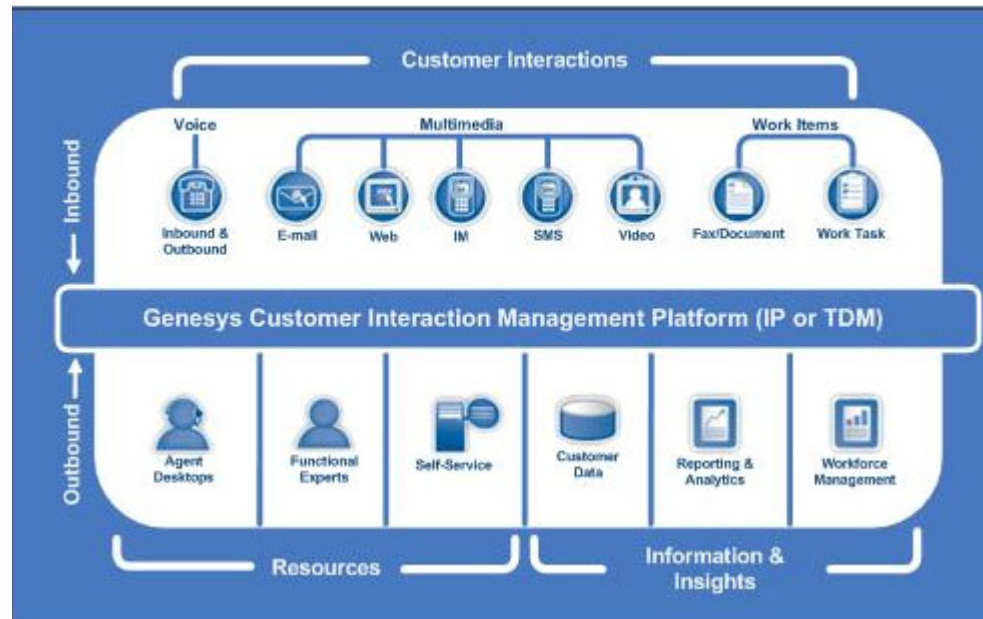 Customer Interactions
Voice
Multimedia
Work Items
Inbound
Inbound &
Outbound
E-mail
Web
IM
SMS
Video
Fax/Document
Work Task
Genesys Customer Interaction Management Platform (IP or TDM)
Outbound
Agent
Desktops
Functional
Experts
Self-Service
Customer
Data
Reporting &
Analytics
Workforce
Management
Resources
Information &
Insights